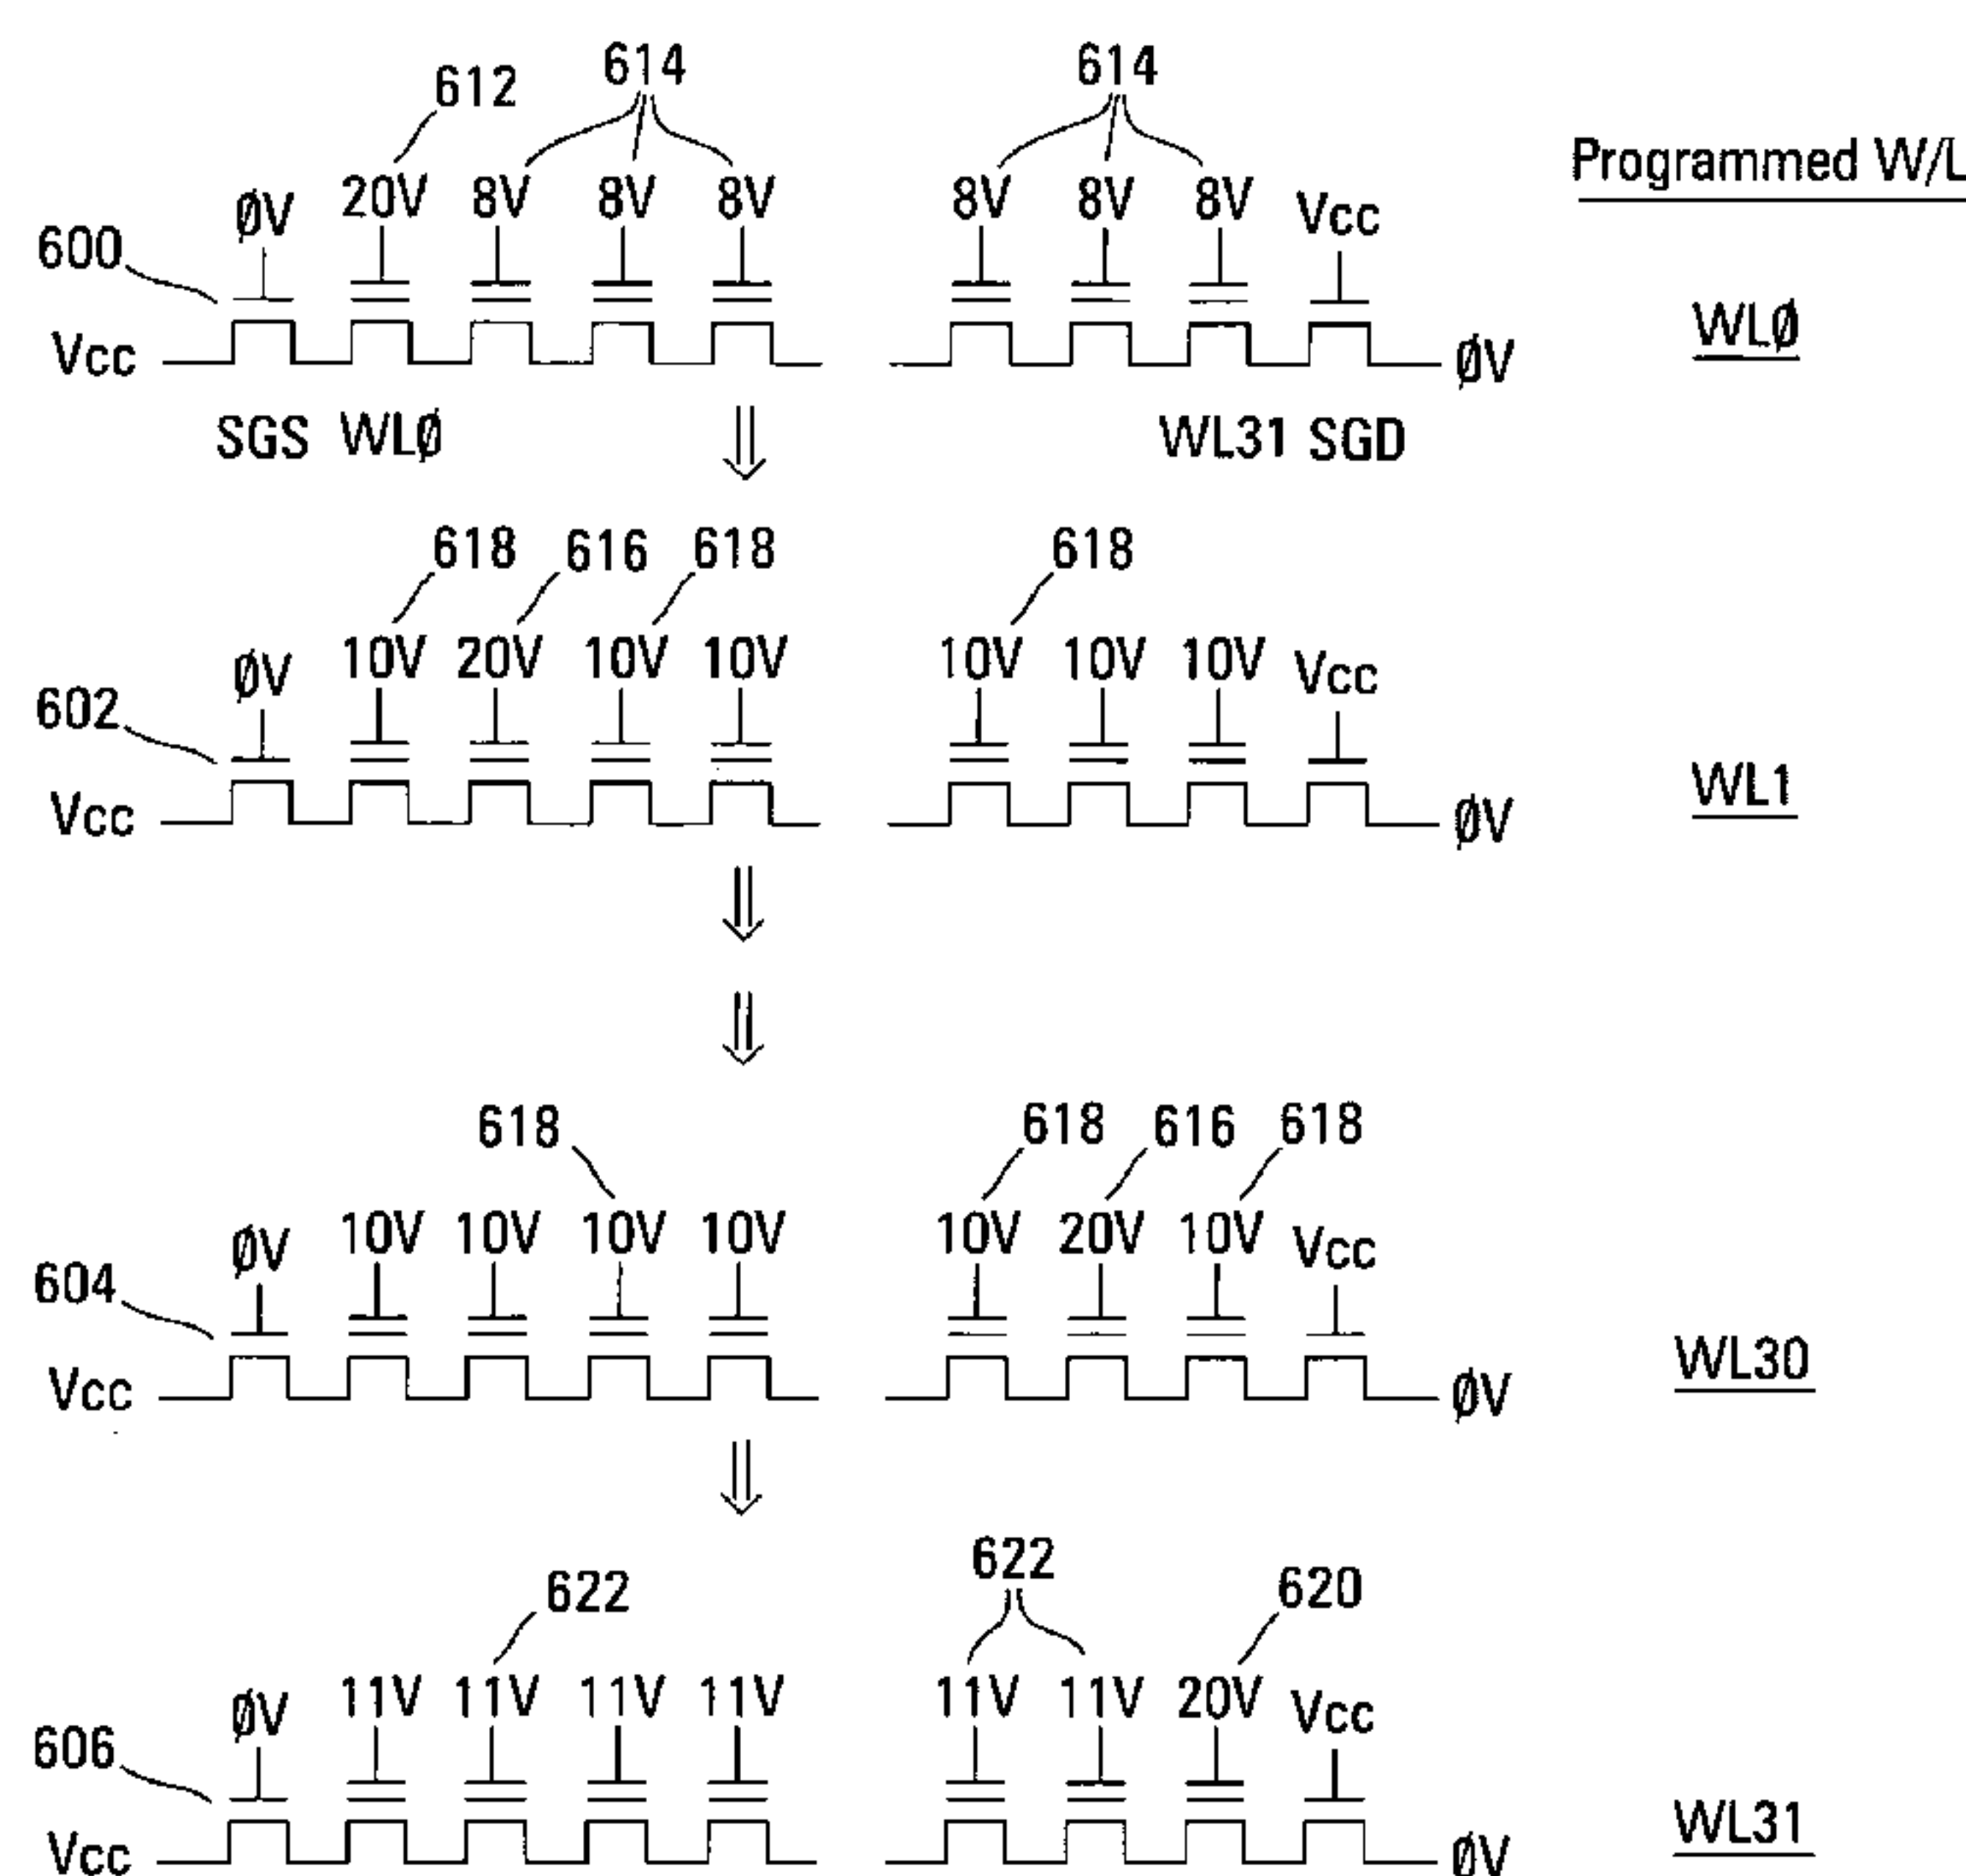 612 614 614
Programmed W/L
ØV 20V 8V 8V 8V 8V 8V 8V Vcc
600
WLØ
Vcc ØV
SGS WLØ WL31 SGD
618 616 618 618
ØV 10V 20V 10V 10V 10V 10V 10V Vcc
602
WL1
Vcc ØV
618 618 616 618
ØV 10V 10V 10V 10V 10V 20V 10V Vcc
604
WL30
Vcc ØV
622 622 620
ØV 11V 11V 11V 11V 11V 11V 20V Vcc
606
WL31
Vcc ØV